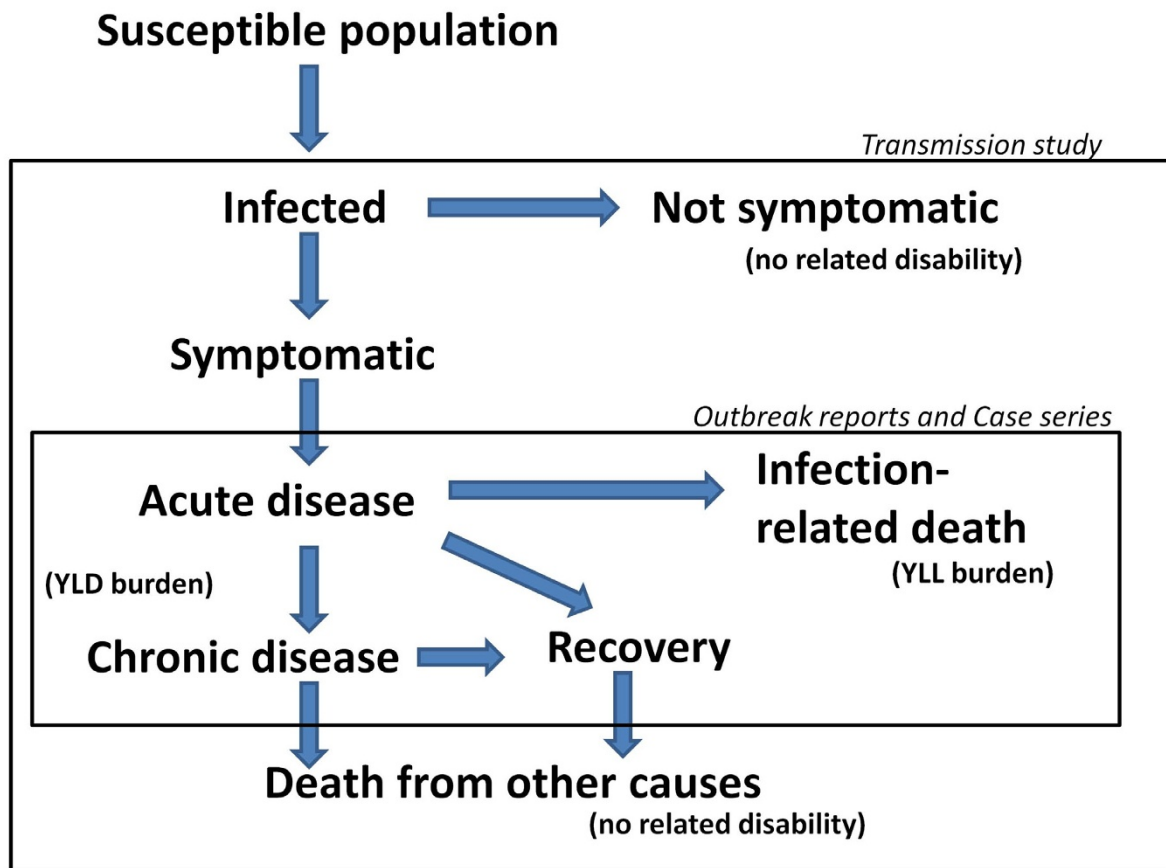 Susceptible population
Transmission study
Infected
Not symptomatic
(no related disability)
Symptomatic
Outbreak reports and Case series
Acute disease
Infection-
related death
(YLL burden)
(YLD burden)
Chronic disease
Recovery
Death from other causes
(no related disability)